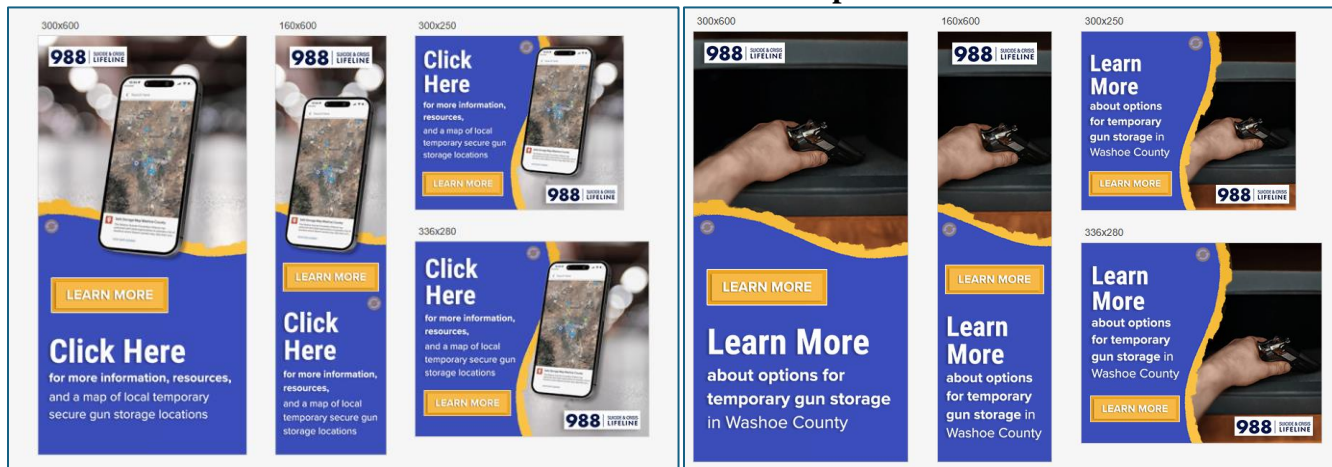 300x600
160x600
300x250
988 SUICIDE & CRISIS
LIFELINE
LEARN MORE
Click Here
for more information, resources,
and a map of local temporary
secure gun storage locations
988 SUICIDE & CRISIS
LIFELINE
LEARN MORE
Click
Here
for more information,
resources,
and a map of local
temporary secure gun
storage locations
Click
Here
for more information,
resources,
and a map of local
temporary secure gun
storage locations
LEARN MORE
988 SUICIDE & CRISIS
LIFELINE
336x280
Click
Here
for more information,
resources,
and a map of local
temporary secure gun
storage locations
LEARN MORE
988 SUICIDE & CRISIS
LIFELINE
300x600
160x600
300x250
988 SUICIDE & CRISIS
LIFELINE
LEARN MORE
Learn More
about options for
temporary gun storage
in Washoe County
988 SUICIDE & CRISIS
LIFELINE
LEARN MORE
Learn
More
about options
for temporary
gun storage in
Washoe County
Learn
More
about options
for temporary
gun storage in
Washoe County
LEARN MORE
988 SUICIDE & CRISIS
LIFELINE
336x280
Learn
More
about options
for temporary
gun storage in
Washoe County
LEARN MORE
988 SUICIDE & CRISIS
LIFELINE